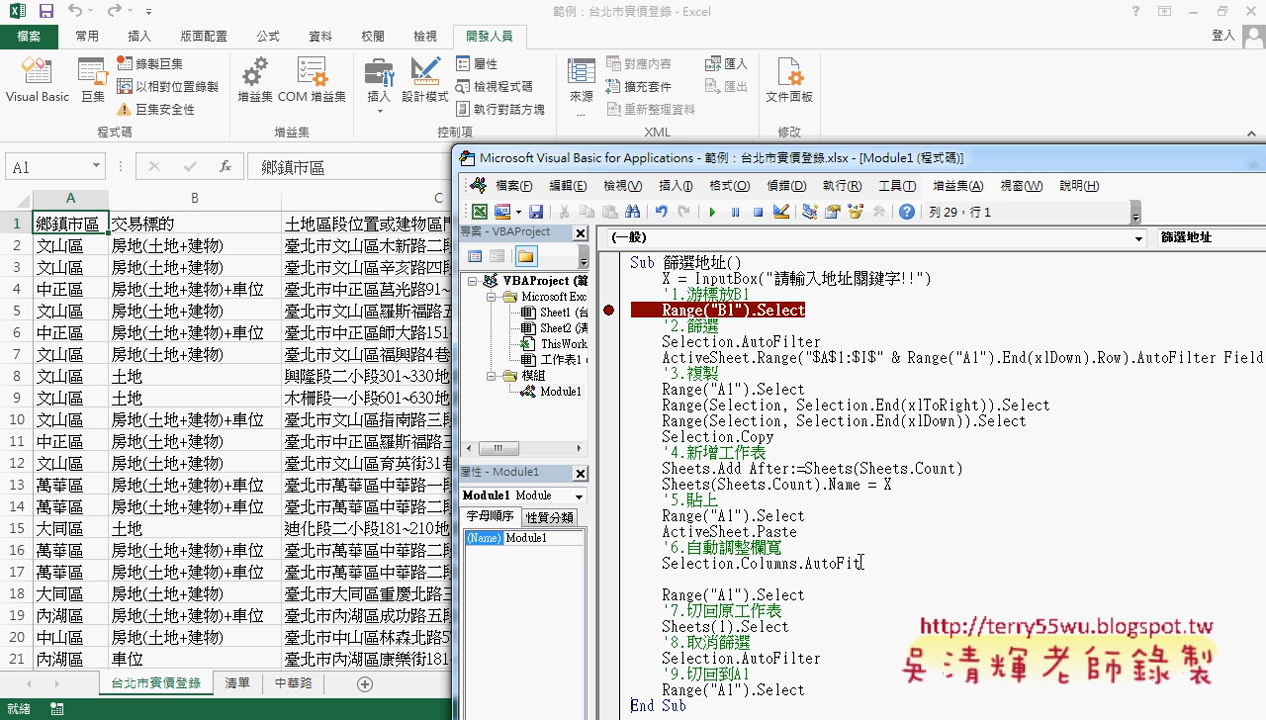 範例：台北市實價登錄 - Excel
檔案 常用 插入 版面配置 公式 資料 校閱 檢視 開發人員 登入
Visual Basic 巨集 錄製巨集 以相對位置錄製 巨集安全性
程式碼
增益集 COM 增益集
增益集
插入 設計模式 屬性 檢視程式碼 執行對話方塊
控制項
來源 對應內容 擴充套件 重新整理資料 匯入 匯出
XML
文件面板
修改
A1 fx 鄉鎮市區
A B C
1 鄉鎮市區 交易標的 土地區段位置或建物區門
2 文山區 房地(土地+建物) 臺北市文山區木新路二段
3 文山區 房地(土地+建物) 臺北市文山區辛亥路四段
4 中正區 房地(土地+建物)+車位 臺北市中正區莒光路91~
5 文山區 房地(土地+建物) 臺北市文山區羅斯福路五
6 中正區 房地(土地+建物)+車位 臺北市中正區師大路151~
7 文山區 房地(土地+建物) 臺北市文山區福興路4巷
8 文山區 土地 興隆段二小段301~330地
9 文山區 土地 木柵段一小段601~630地
10 文山區 房地(土地+建物)+車位 臺北市文山區指南路三段
11 中正區 房地(土地+建物) 臺北市中正區羅斯福路三
12 文山區 房地(土地+建物) 臺北市文山區育英街31巷
13 萬華區 房地(土地+建物)+車位 臺北市萬華區中華路一段
14 萬華區 房地(土地+建物)+車位 臺北市萬華區中華路二段
15 大同區 土地 迪化段二小段181~210地
16 萬華區 房地(土地+建物)+車位 臺北市萬華區中華路二段
17 萬華區 房地(土地+建物)+車位 臺北市萬華區中華路二段
18 大同區 房地(土地+建物) 臺北市大同區重慶北路三
19 內湖區 房地(土地+建物)+車位 臺北市內湖區成功路五段
20 中山區 房地(土地+建物) 臺北市中山區林森北路5
21 內湖區 車位 臺北市內湖區康樂街181~
台北市實價登錄 清單 中華路
就緒
Microsoft Visual Basic for Applications - 範例：台北市實價登錄.xlsx - [Module1 (程式碼)]
檔案(F) 編輯(E) 檢視(V) 插入(I) 格式(O) 偵錯(D) 執行(R) 工具(T) 增益集(A) 視窗(W) 說明(H)
列 29，行 1
專案 - VBAProject
VBAProject (範
Microsoft Exc
Sheet1 (台
Sheet2 (清
ThisWork
工作表1
模組
Module1
屬性 - Module1
Module1 Module
字母順序 性質分類
(Name) Module1
(一般) 篩選地址
Sub 篩選地址()
X = InputBox("請輸入地址關鍵字!!")
'1.游標放B1
Range("B1").Select
'2.篩選
Selection.AutoFilter
ActiveSheet.Range("$A$1:$I$" & Range("A1").End(xlDown).Row).AutoFilter Field
'3.複製
Range("A1").Select
Range(Selection, Selection.End(xlToRight)).Select
Range(Selection, Selection.End(xlDown)).Select
Selection.Copy
'4.新增工作表
Sheets.Add After:=Sheets(Sheets.Count)
Sheets(Sheets.Count).Name = X
'5.貼上
Range("A1").Select
ActiveSheet.Paste
'6.自動調整欄寬
Selection.Columns.AutoFit
Range("A1").Select
'7.切回原工作表
Sheets(1).Select
'8.取消篩選
Selection.AutoFilter
'9.切回到A1
Range("A1").Select
End Sub
http://terry55wu.blogspot.tw
吳清輝老師錄製